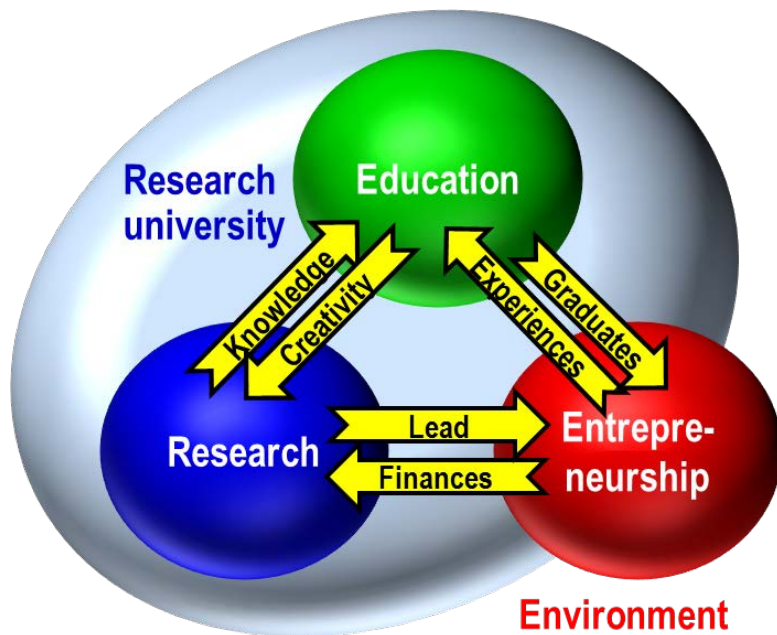 Education
Research
university
Knowledge
Creativity
Experiences
Graduates
Research
Lead
Finances
Entrepre-
neurship
Environment